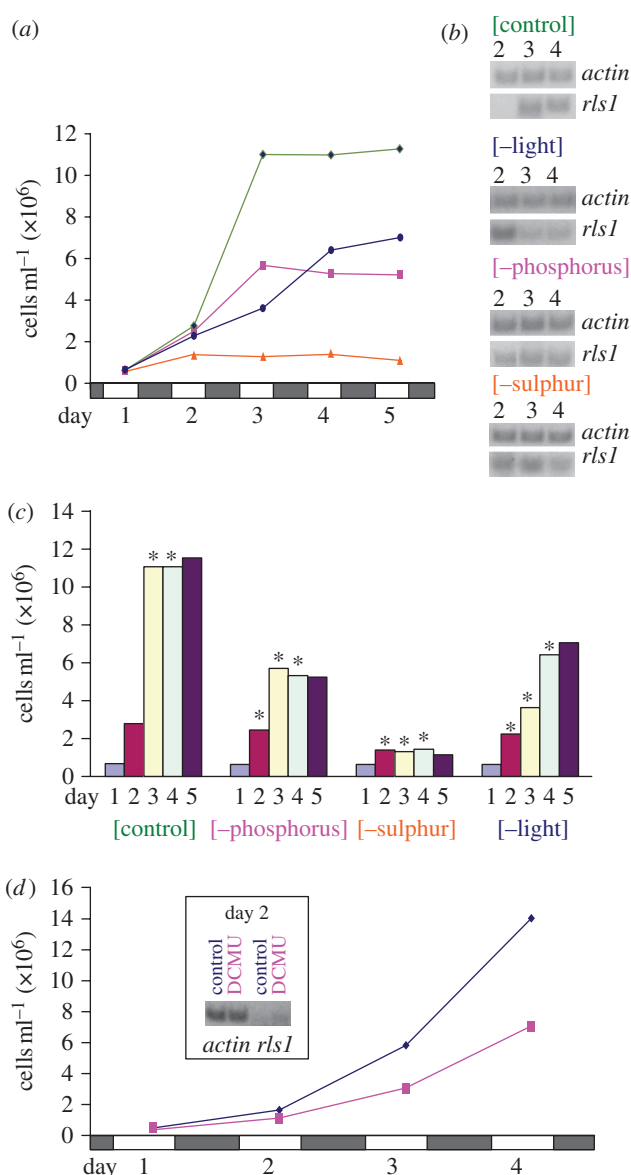 (a)
cells ml⁻¹ (×10⁶)
12
10
8
6
4
2
0
day 1 2 3 4 5
(b)
[control]
2 3 4
actin
rls1
[–light]
2 3 4
actin
rls1
[–phosphorus]
2 3 4
actin
rls1
[–sulphur]
2 3 4
actin
rls1
(c)
cells ml⁻¹ (×10⁶)
14
12
10
8
6
4
2
0
* * * * * * * * * * *
day 1 2 3 4 5 1 2 3 4 5 1 2 3 4 5 1 2 3 4 5
[control] [–phosphorus] [–sulphur] [–light]
(d)
cells ml⁻¹ (×10⁶)
16
14
12
10
8
6
4
2
0
day 2
control DCMU control DCMU
actin rls1
day 1 2 3 4